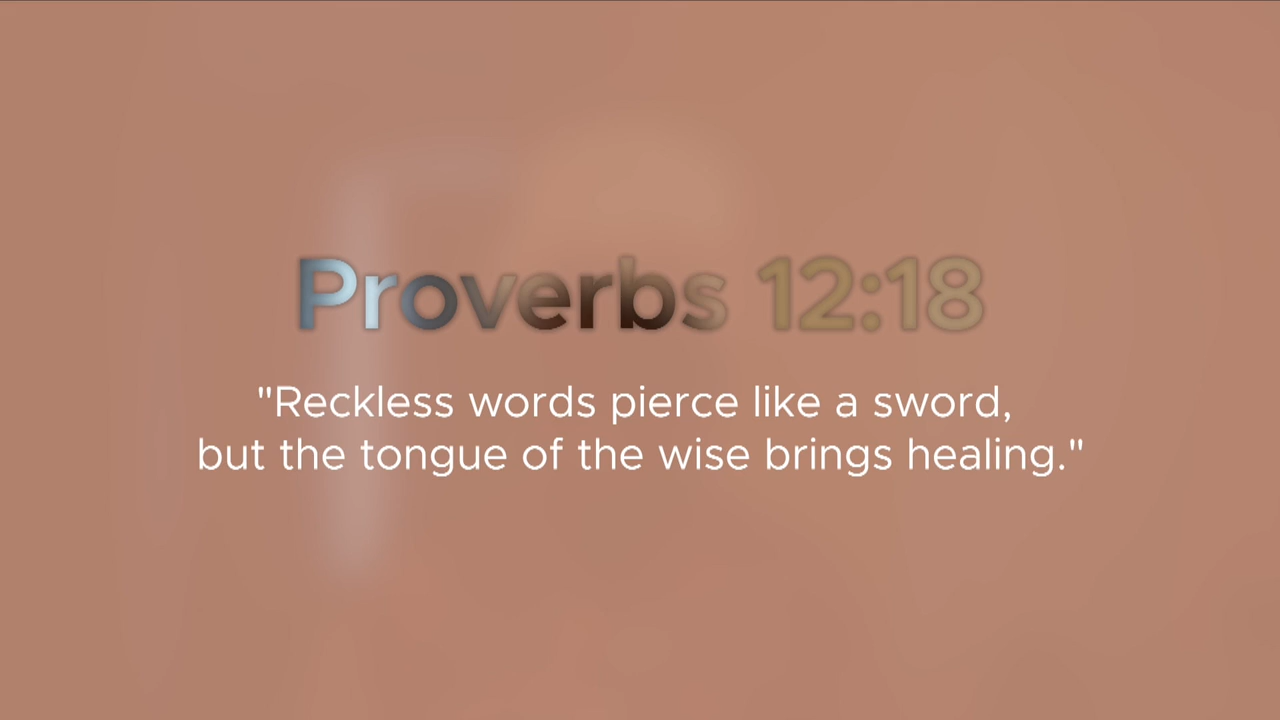 Proverbs 12:18
"Reckless words pierce like a sword,
but the tongue of the wise brings healing."